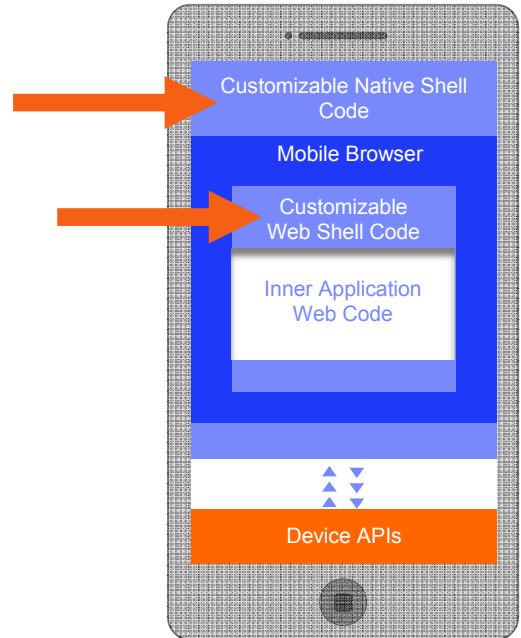 Customizable Native Shell
Code
Mobile Browser
Customizable
Web Shell Code
Inner Application
Web Code
Device APIs